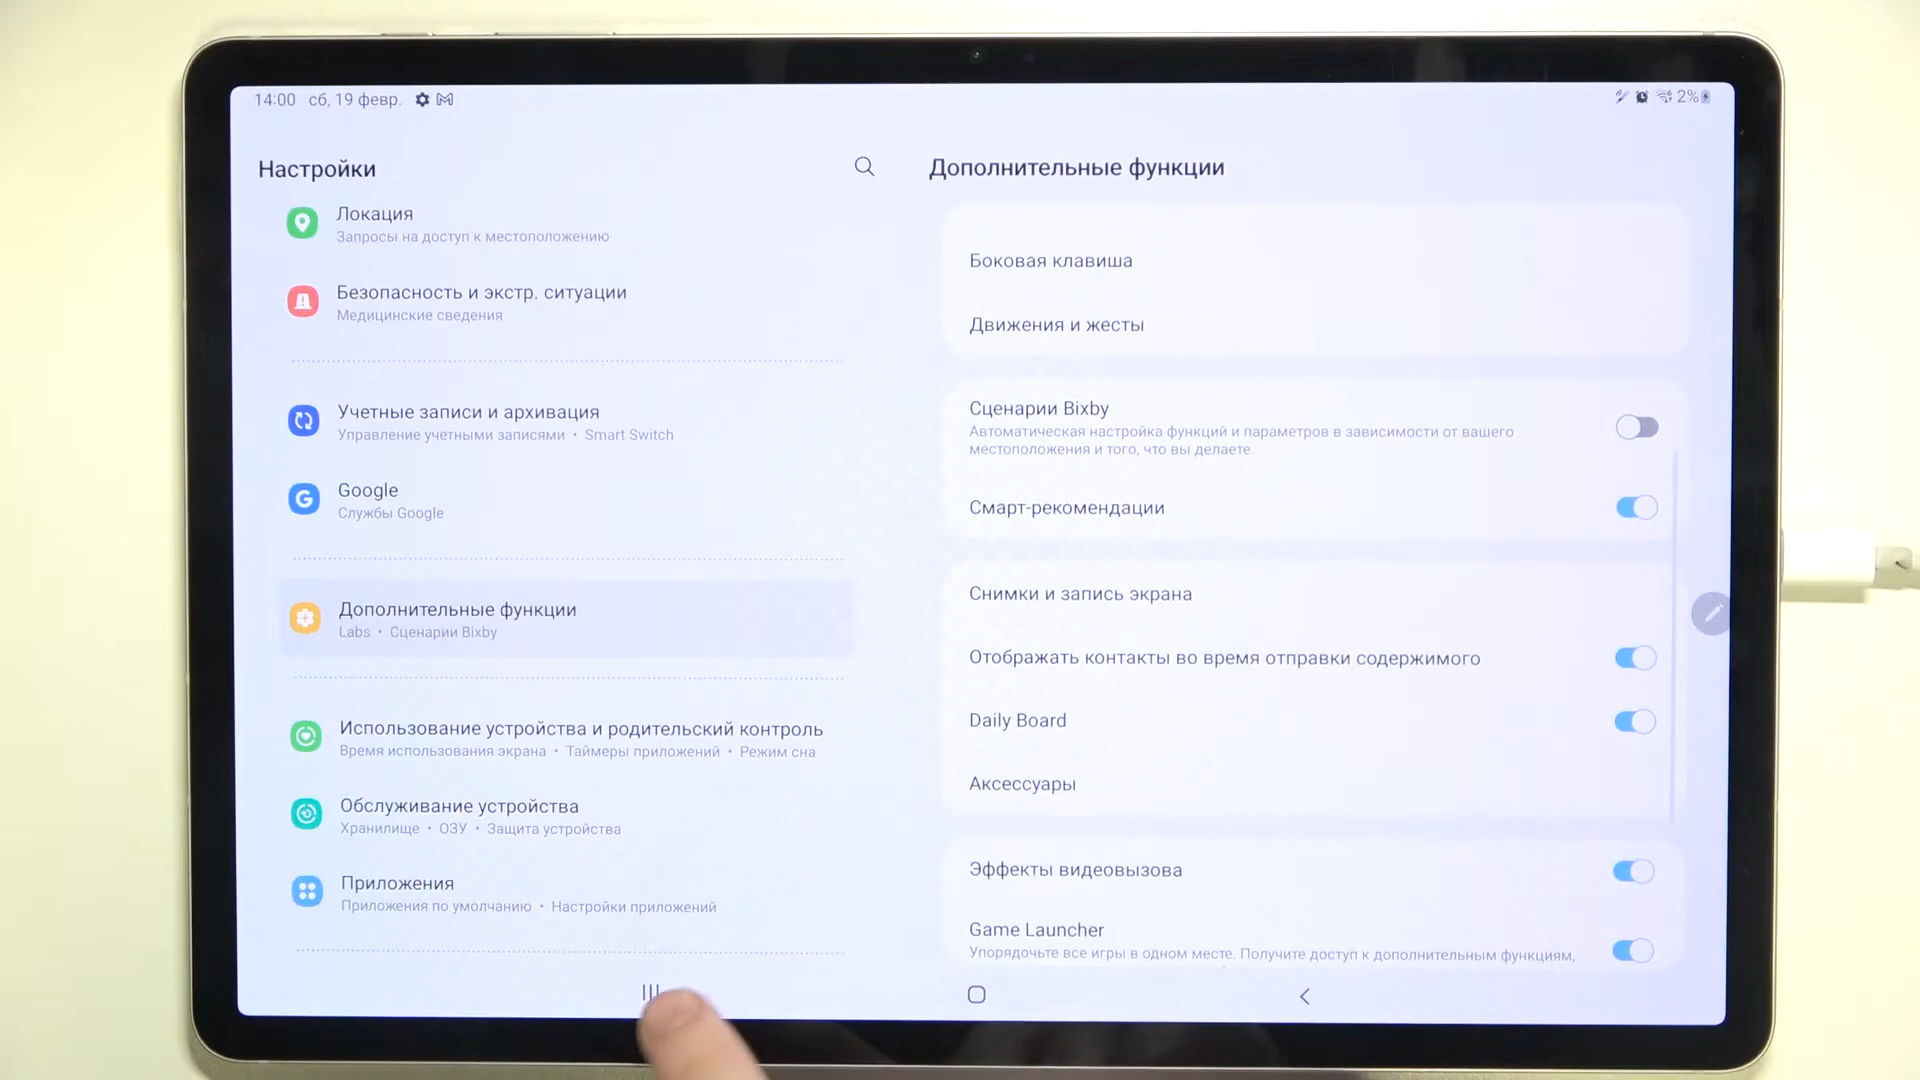 14:00 сб, 19 февр.
2%
Настройки
Локация
Запросы на доступ к местоположению
Безопасность и экстр. ситуации
Медицинские сведения
Учетные записи и архивация
Управление учетными записями • Smart Switch
Google
Службы Google
Дополнительные функции
Labs • Сценарии Bixby
Использование устройства и родительский контроль
Время использования экрана • Таймеры приложений • Режим сна
Обслуживание устройства
Хранилище • ОЗУ • Защита устройства
Приложения
Приложения по умолчанию • Настройки приложений
Дополнительные функции
Боковая клавиша
Движения и жесты
Сценарии Bixby
Автоматическая настройка функций и параметров в зависимости от вашего
местоположения и того, что вы делаете.
Смарт-рекомендации
Снимки и запись экрана
Отображать контакты во время отправки содержимого
Daily Board
Аксессуары
Эффекты видеовызова
Game Launcher
Упорядочьте все игры в одном месте. Получите доступ к дополнительным функциям,